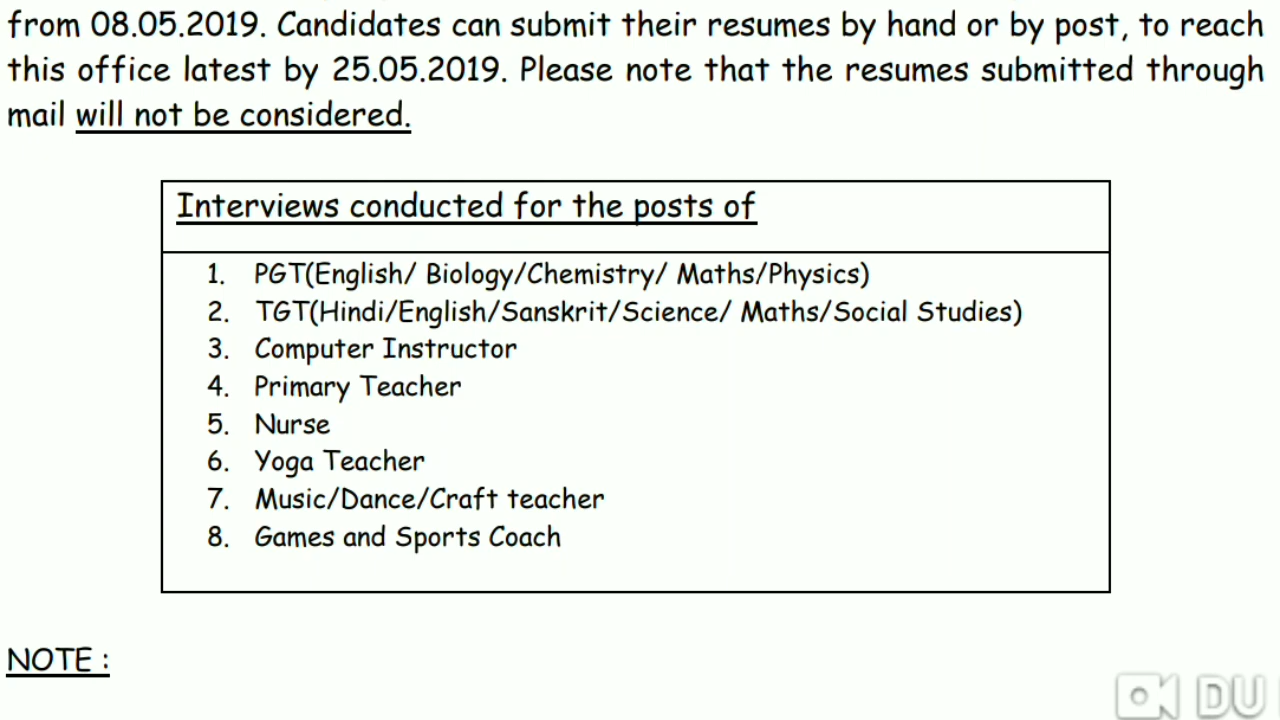 from 08.05.2019. Candidates can submit their resumes by hand or by post, to reach
this office latest by 25.05.2019. Please note that the resumes submitted through
mail will not be considered.
Interviews conducted for the posts of
1. PGT(English/ Biology/Chemistry/ Maths/Physics)
2. TGT(Hindi/English/Sanskrit/Science/ Maths/Social Studies)
3. Computer Instructor
4. Primary Teacher
5. Nurse
6. Yoga Teacher
7. Music/Dance/Craft teacher
8. Games and Sports Coach
NOTE :
DU